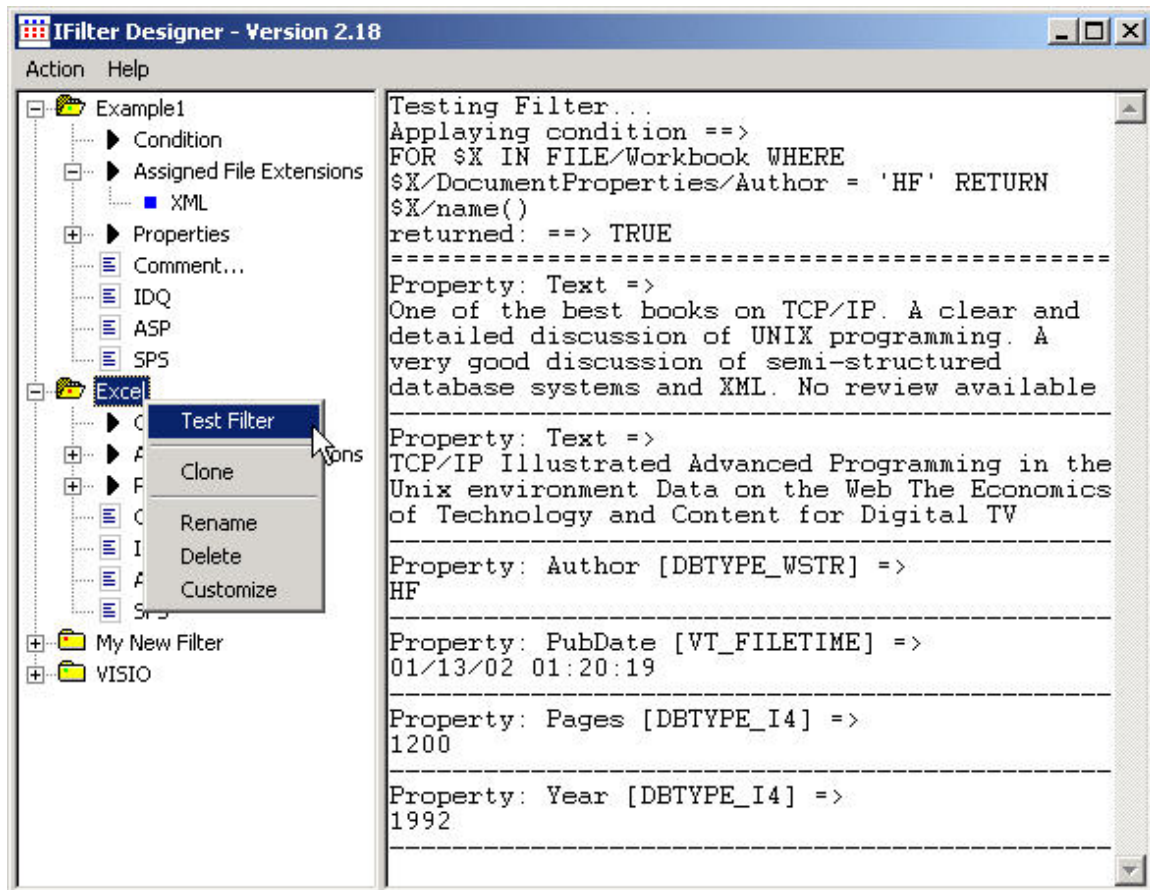 IFilter Designer - Version 2.18
Action Help
Example1
Condition
Assigned File Extensions
XML
Properties
Comment...
IDQ
ASP
SPS
Excel
Test Filter
Clone
Rename
Delete
Customize
My New Filter
VISIO
Testing Filter...
Applaying condition ==>
FOR $X IN FILE/Workbook WHERE
$X/DocumentProperties/Author = 'HF' RETURN
$X/name()
returned: ==> TRUE
==============================================
Property: Text =>
One of the best books on TCP/IP. A clear and
detailed discussion of UNIX programming. A
very good discussion of semi-structured
database systems and XML. No review available
----------------------------------------------
Property: Text =>
TCP/IP Illustrated Advanced Programming in the
Unix environment Data on the Web The Economics
of Technology and Content for Digital TV
----------------------------------------------
Property: Author [DBTYPE_WSTR] =>
HF
----------------------------------------------
Property: PubDate [VT_FILETIME] =>
01/13/02 01:20:19
----------------------------------------------
Property: Pages [DBTYPE_I4] =>
1200
----------------------------------------------
Property: Year [DBTYPE_I4] =>
1992
----------------------------------------------